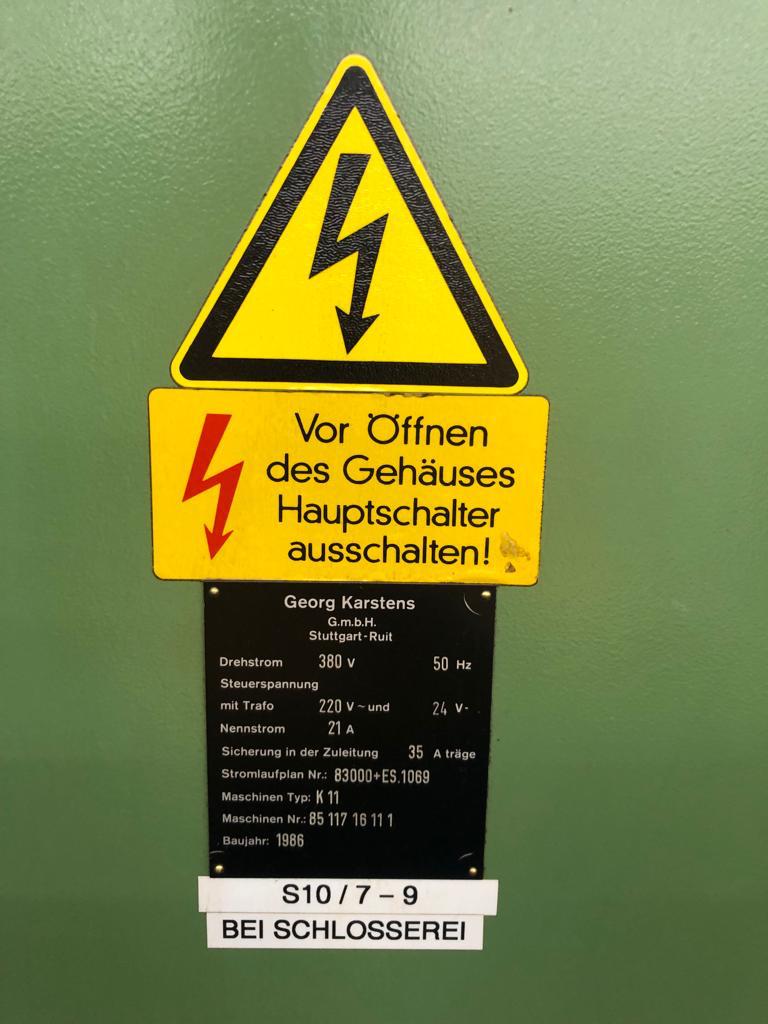 Vor Öffnen
des Gehäuses
Hauptschalter
ausschalten!
Georg Karstens
G.m.b.H.
Stuttgart-Ruit
Drehstrom 380 V 50 Hz
Steuerspannung
mit Trafo 220 V ~ und 24 V-
Nennstrom 21 A
Sicherung in der Zuleitung 35 A träge
Stromlaufplan Nr.: 83000+ES.1069
Maschinen Typ: K 11
Maschinen Nr.: 85 117 16 11 1
Baujahr: 1986
S10 / 7 – 9
BEI SCHLOSSEREI